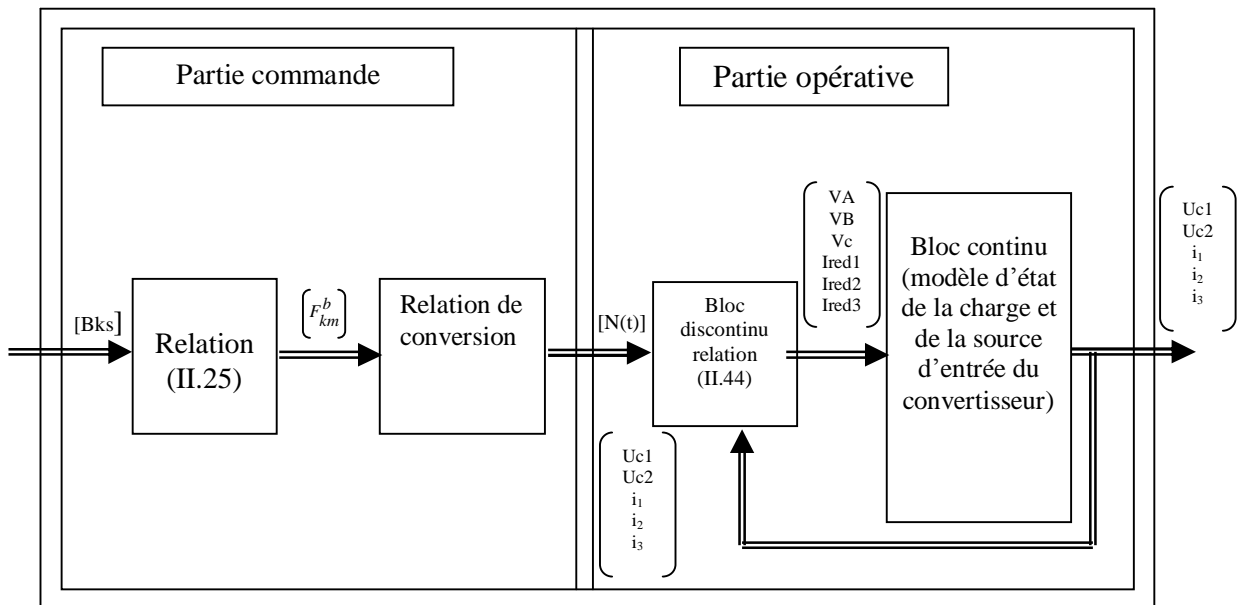 Partie commande
Partie opérative
[Bks]
Relation
(II.25)
F^b_km
Relation de
conversion
[N(t)]
Bloc
discontinu
relation
(II.44)
VA
VB
Vc
Ired1
Ired2
Ired3
Bloc continu
(modèle d'état
de la charge et
de la source
d'entrée du
convertisseur)
Uc1
Uc2
i₁
i₂
i₃
Uc1
Uc2
i₁
i₂
i₃